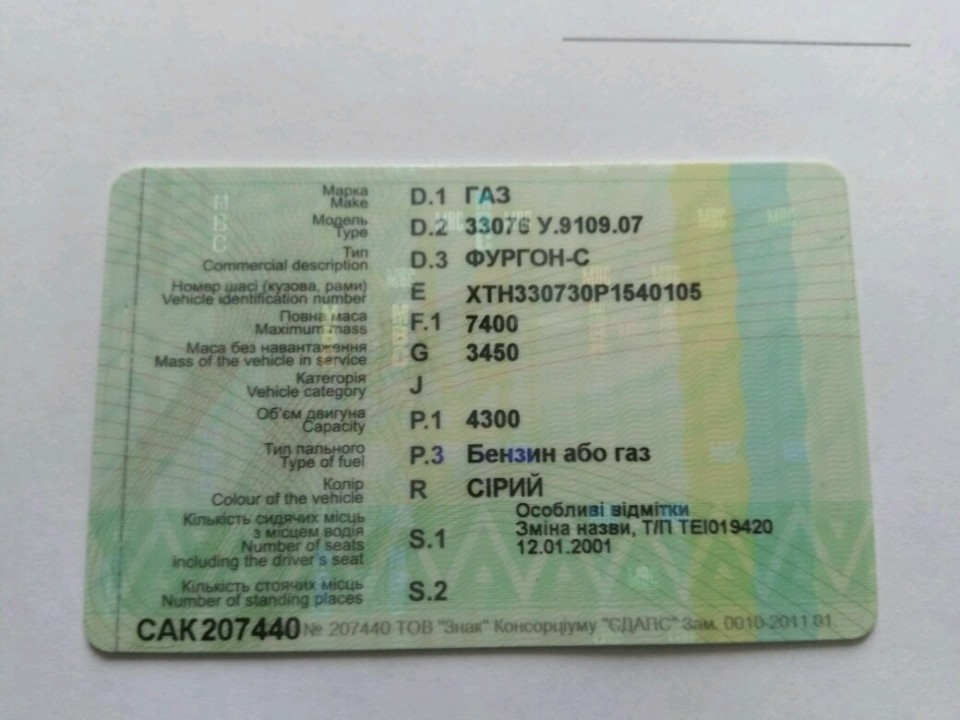 Марка
Make
D.1 ГАЗ
Модель
Type
D.2 33076 У.9109.07
Тип
Commercial description
D.3 ФУРГОН-С
Номер шасі (кузова, рами)
Vehicle identification number
E XTH330730P1540105
Повна маса
Maximum mass
F.1 7400
Маса без навантаження
Mass of the vehicle in service
G 3450
Категорія
Vehicle category
J
Об'єм двигуна
Capacity
P.1 4300
Тип пального
Type of fuel
P.3 Бензин або газ
Колір
Colour of the vehicle
R СІРИЙ
Кількість сидячих місць
з місцем водія
Number of seats
including the driver's seat
S.1
Особливі відмітки
Зміна назви, Т/П ТЕІ019420
12.01.2001
Кількість стоячих місць
Number of standing places
S.2
САК207440 № 207440 ТОВ "Знак" Консорціуму "ЄДАПС" Зам. 0010-2011.01.